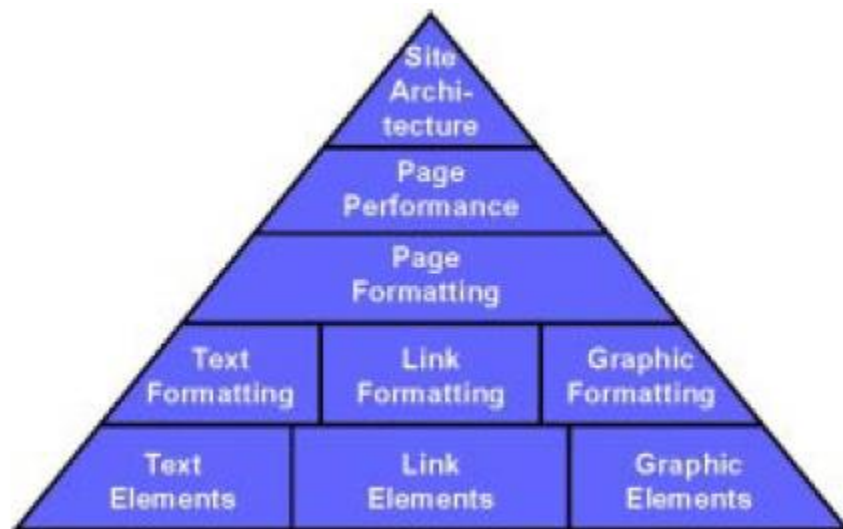 Site
Archi-
tecture
Page
Performance
Page
Formatting
Text
Formatting
Link
Formatting
Graphic
Formatting
Text
Elements
Link
Elements
Graphic
Elements